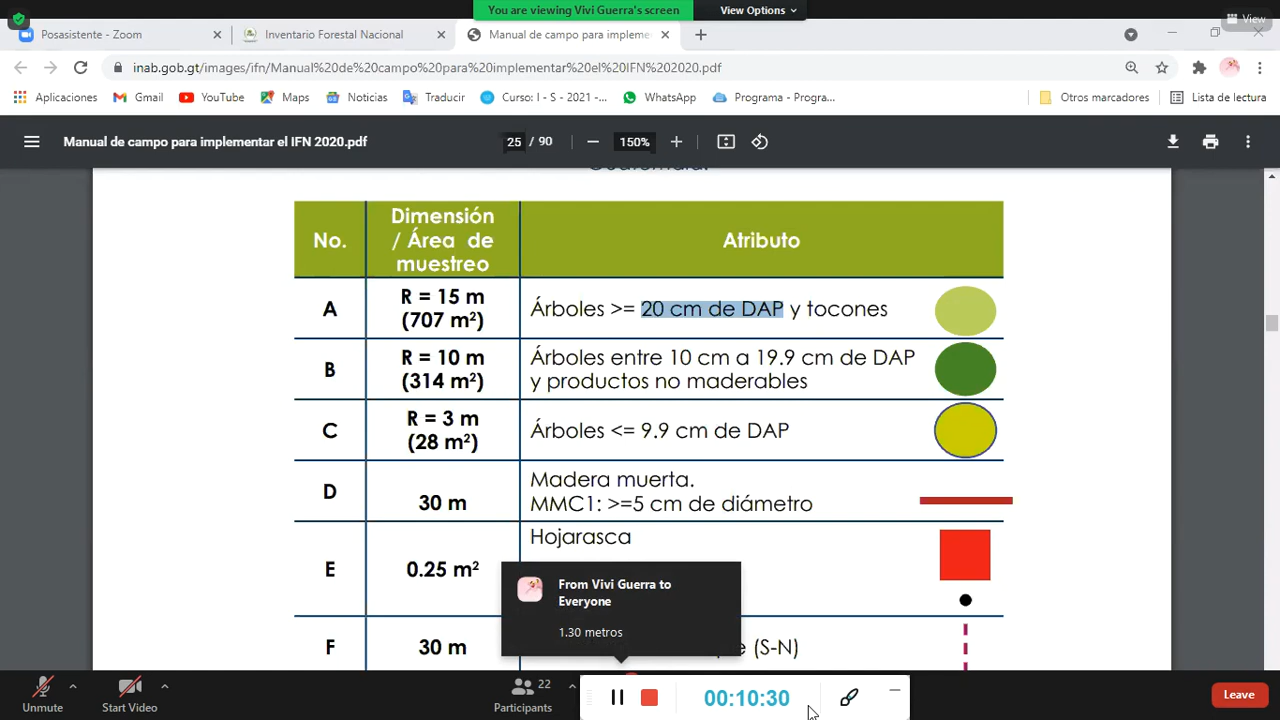 You are viewing Vivi Guerra's screen
View Options
View
Posasistente - Zoom
Inventario Forestal Nacional
Manual de campo para impleme
inab.gob.gt/images/ifn/Manual%20de%20campo%20para%20implementar%20el%20IFN%202020.pdf
Aplicaciones
Gmail
YouTube
Maps
Noticias
Traducir
Curso: I - S - 2021 -...
WhatsApp
Programa - Progra...
Otros marcadores
Lista de lectura
Manual de campo para implementar el IFN 2020.pdf
25 / 90
150%
Guatemala.
No.
Dimensión
/ Área de
muestreo
Atributo
A
R = 15 m
(707 m²)
Árboles >= 20 cm de DAP y tocones
B
R = 10 m
(314 m²)
Árboles entre 10 cm a 19.9 cm de DAP
y productos no maderables
C
R = 3 m
(28 m²)
Árboles <= 9.9 cm de DAP
D
30 m
Madera muerta.
MMC1: >=5 cm de diámetro
E
0.25 m²
Hojarasca
F
30 m
(S-N)
From Vivi Guerra to
Everyone
1.30 metros
Unmute
Start Video
22
Participants
00:10:30
Leave